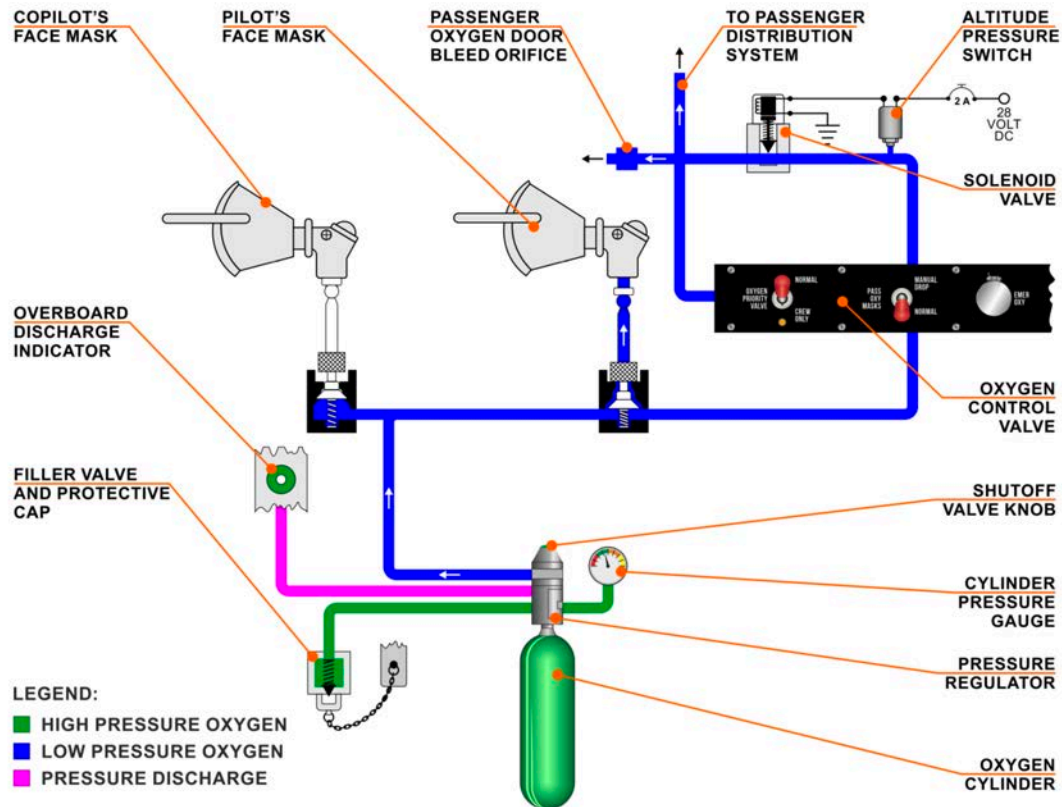 COPILOT'S
FACE MASK
PILOT'S
FACE MASK
PASSENGER
OXYGEN DOOR
BLEED ORIFICE
TO PASSENGER
DISTRIBUTION
SYSTEM
ALTITUDE
PRESSURE
SWITCH
2 A
28
VOLT
DC
SOLENOID
VALVE
OXYGEN
PRIORITY
VALVE
NORMAL
CREW
ONLY
PASS
OXY
MASKS
MANUAL
DROP
NORMAL
EMER
OXY
OVERBOARD
DISCHARGE
INDICATOR
OXYGEN
CONTROL
VALVE
FILLER VALVE
AND PROTECTIVE
CAP
SHUTOFF
VALVE KNOB
CYLINDER
PRESSURE
GAUGE
PRESSURE
REGULATOR
OXYGEN
CYLINDER
LEGEND:
HIGH PRESSURE OXYGEN
LOW PRESSURE OXYGEN
PRESSURE DISCHARGE